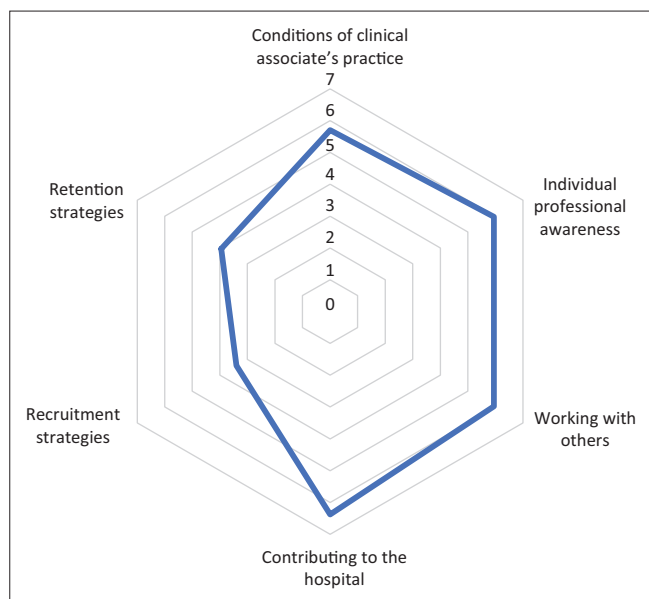 Conditions of clinical
associate's practice
7
6
5
4
3
2
1
0
Individual
professional
awareness
Working with
others
Contributing to the
hospital
Recruitment
strategies
Retention
strategies